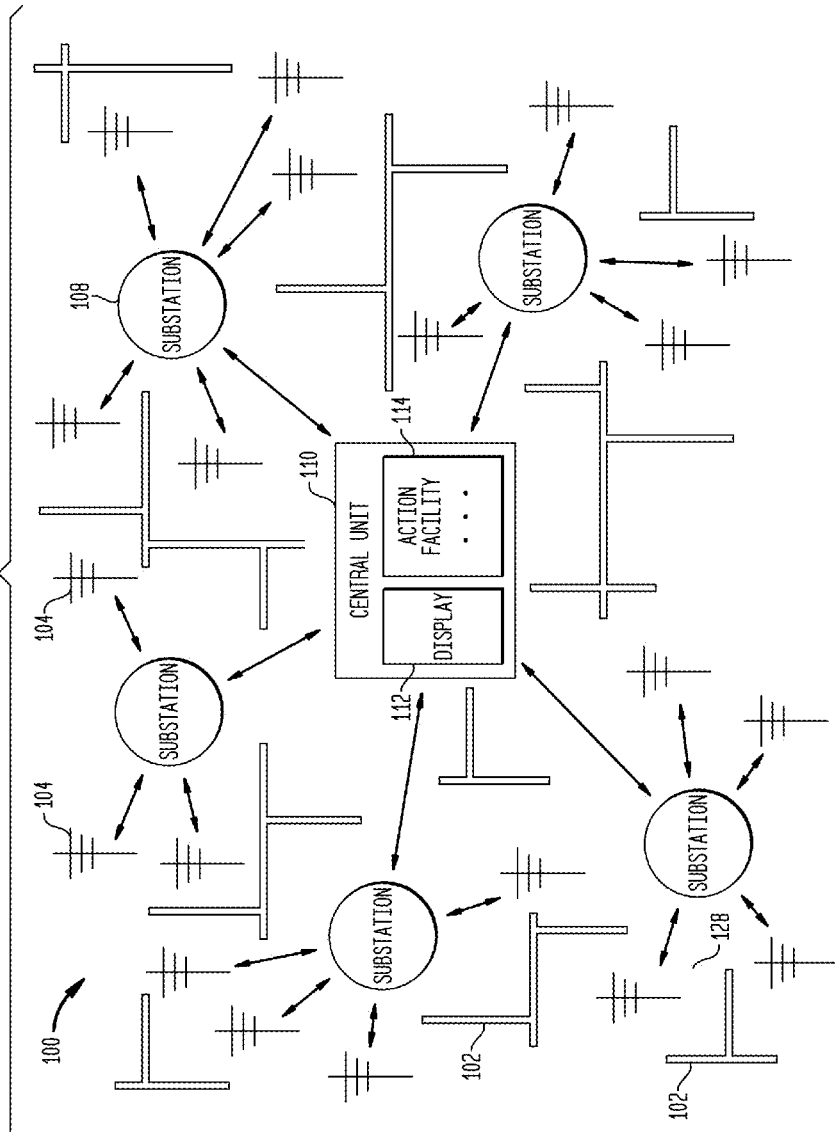 100
104
104
108
SUBSTATION
SUBSTATION
110
CENTRAL UNIT
SUBSTATION
112
114
DISPLAY
ACTION
FACILITY
. . .
102
SUBSTATION
102
128
SUBSTATION